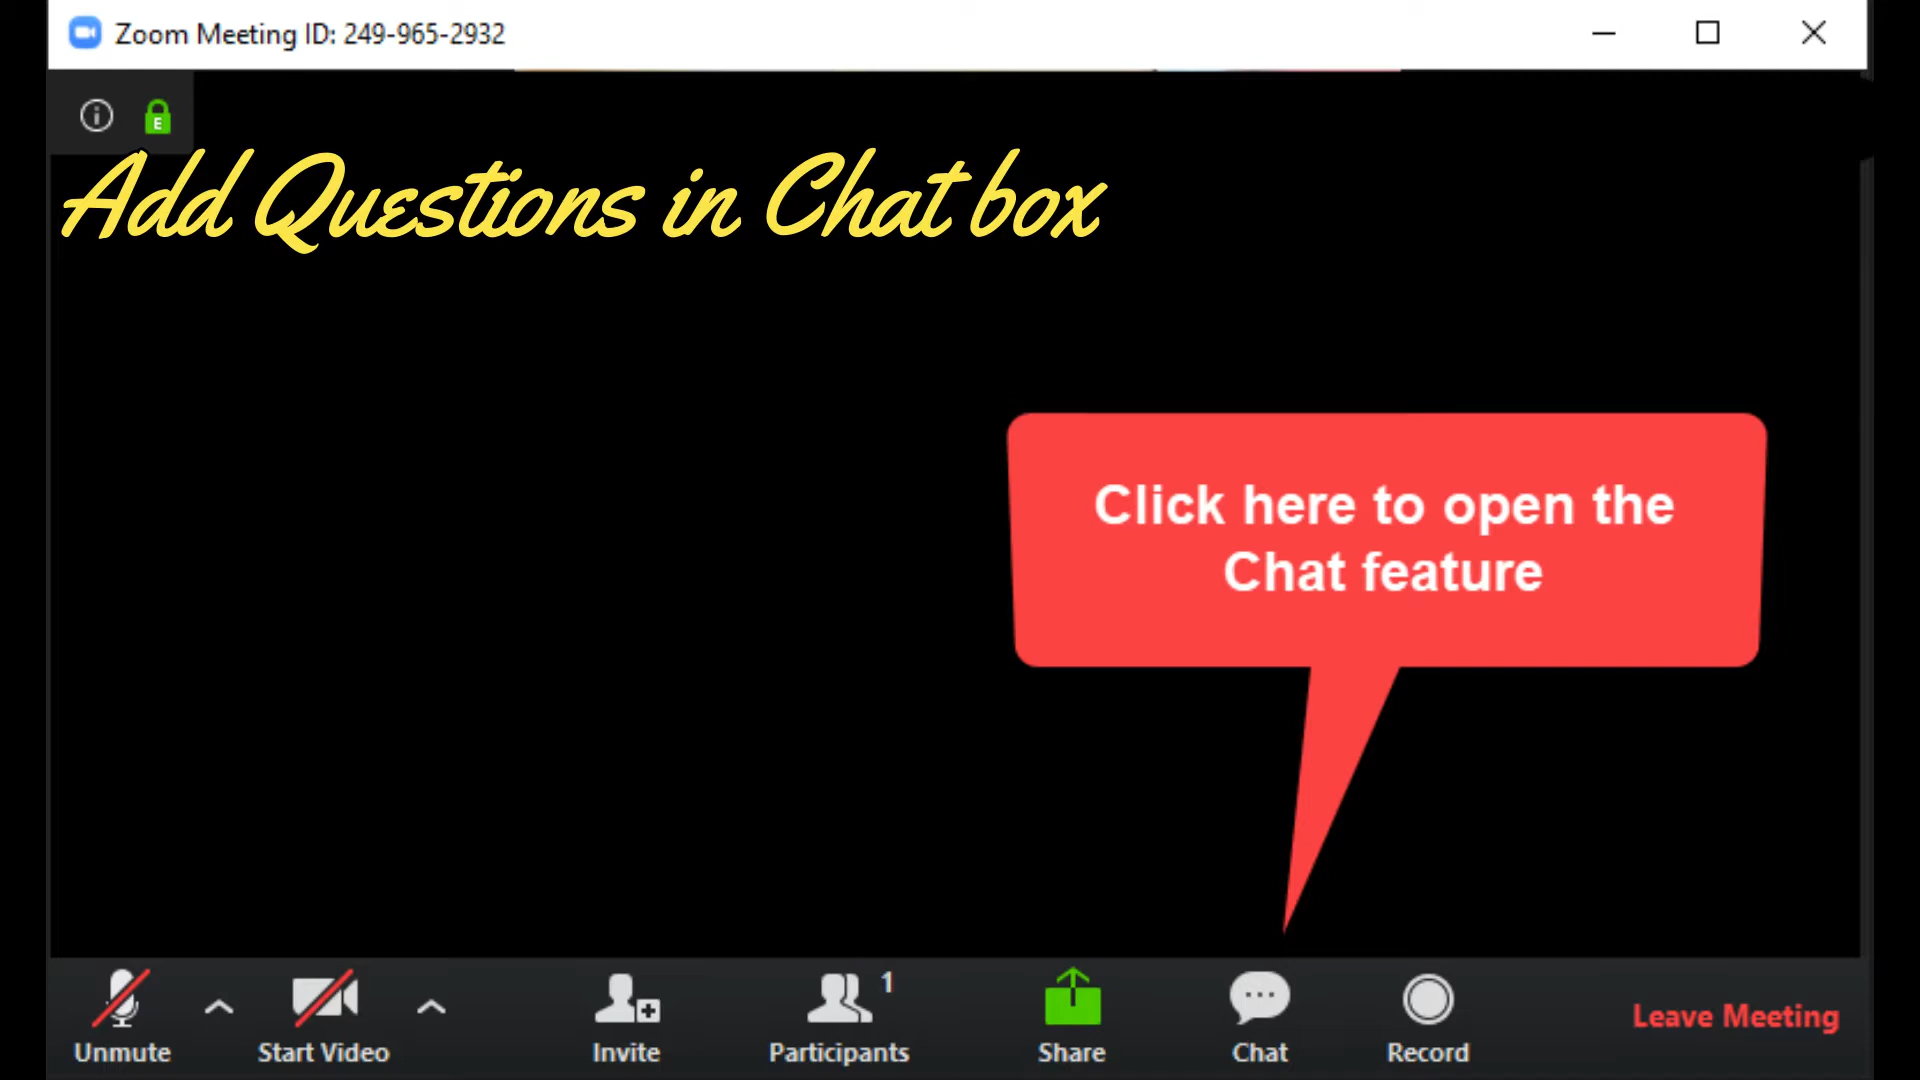 Zoom Meeting ID: 249-965-2932
E
Add Questions in Chat box
Click here to open the
Chat feature
1
Unmute
Start Video
Invite
Participants
Share
Chat
Record
Leave Meeting